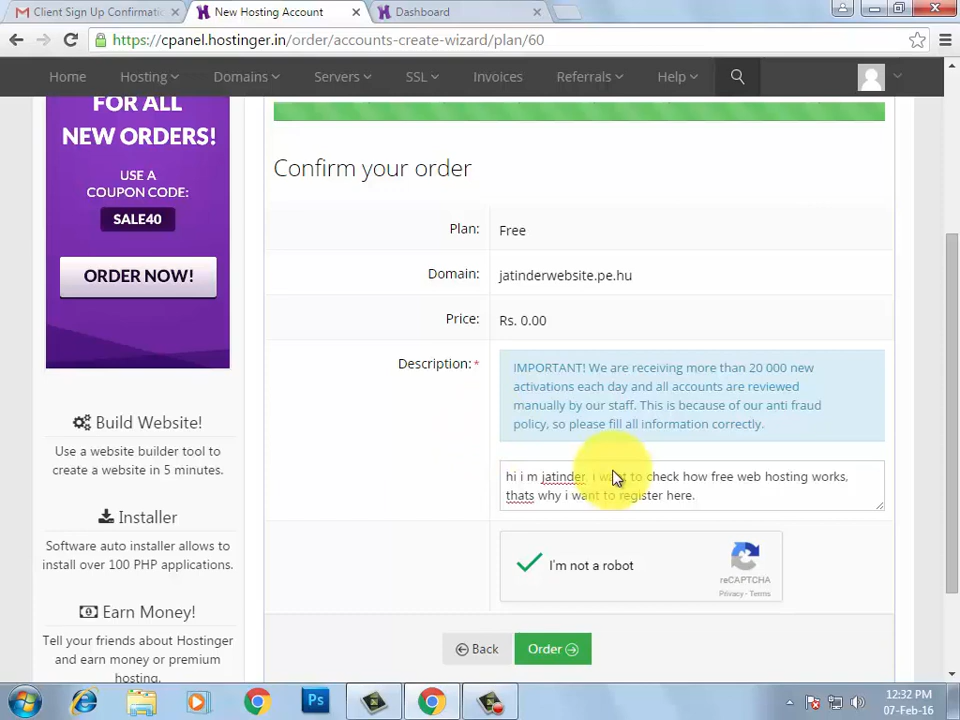 Client Sign Up Confirmatio
New Hosting Account
Dashboard
https://cpanel.hostinger.in/order/accounts-create-wizard/plan/60
Home
Hosting
Domains
Servers
SSL
Invoices
Referrals
Help
FOR ALL
NEW ORDERS!
USE A
COUPON CODE:
SALE40
ORDER NOW!
Build Website!
Use a website builder tool to
create a website in 5 minutes.
Installer
Software auto installer allows to
install over 100 PHP applications.
Earn Money!
Tell your friends about Hostinger
and earn money or premium
hosting.
Confirm your order
Plan:
Free
Domain:
jatinderwebsite.pe.hu
Price:
Rs. 0.00
Description:*
IMPORTANT! We are receiving more than 20 000 new
activations each day and all accounts are reviewed
manually by our staff. This is because of our anti fraud
policy, so please fill all information correctly.
hi i m jatinder i want to check how free web hosting works,
thats why i want to register here.
I'm not a robot
reCAPTCHA
Privacy - Terms
Back
Order
Ps
12:32 PM
07-Feb-16